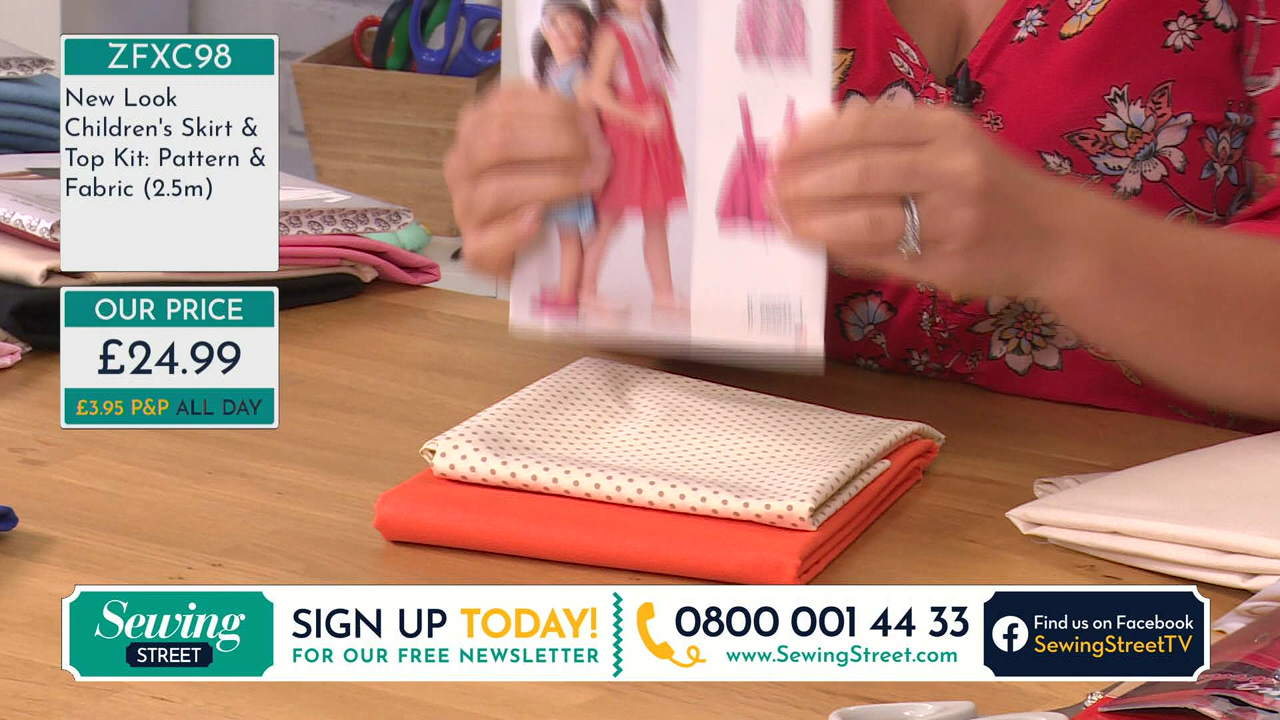 ZFXC98
New Look
Children's Skirt &
Top Kit: Pattern &
Fabric (2.5m)
OUR PRICE
£24.99
£3.95 P&P ALL DAY
Sewing
STREET
SIGN UP TODAY!
FOR OUR FREE NEWSLETTER
0800 001 44 33
www.SewingStreet.com
Find us on Facebook
SewingStreetTV